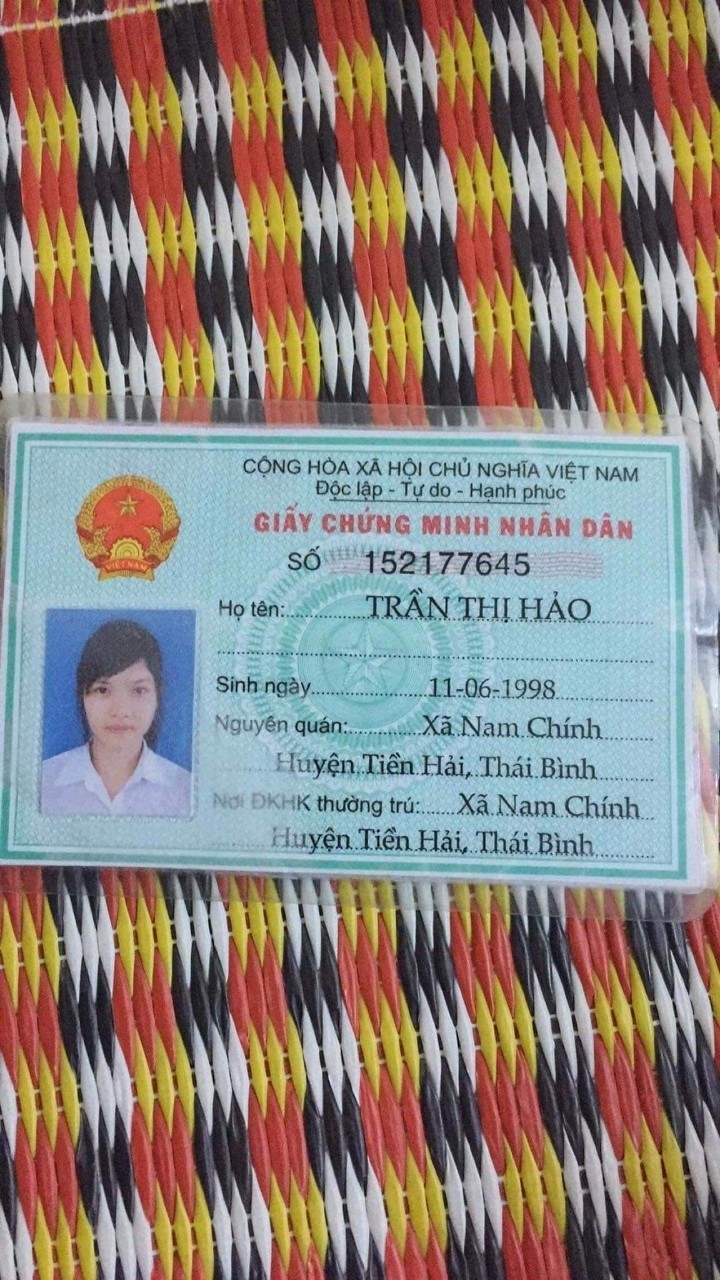 CỘNG HÒA XÃ HỘI CHỦ NGHĨA VIỆT NAM
Độc lập - Tự do - Hạnh phúc
GIẤY CHỨNG MINH NHÂN DÂN
SỐ 152177645
VIỆT NAM
Họ tên: TRẦN THỊ HẢO
Sinh ngày 11-06-1998
Nguyên quán: Xã Nam Chính
Huyện Tiền Hải, Thái Bình
Nơi ĐKHK thường trú: Xã Nam Chính
Huyện Tiền Hải, Thái Bình